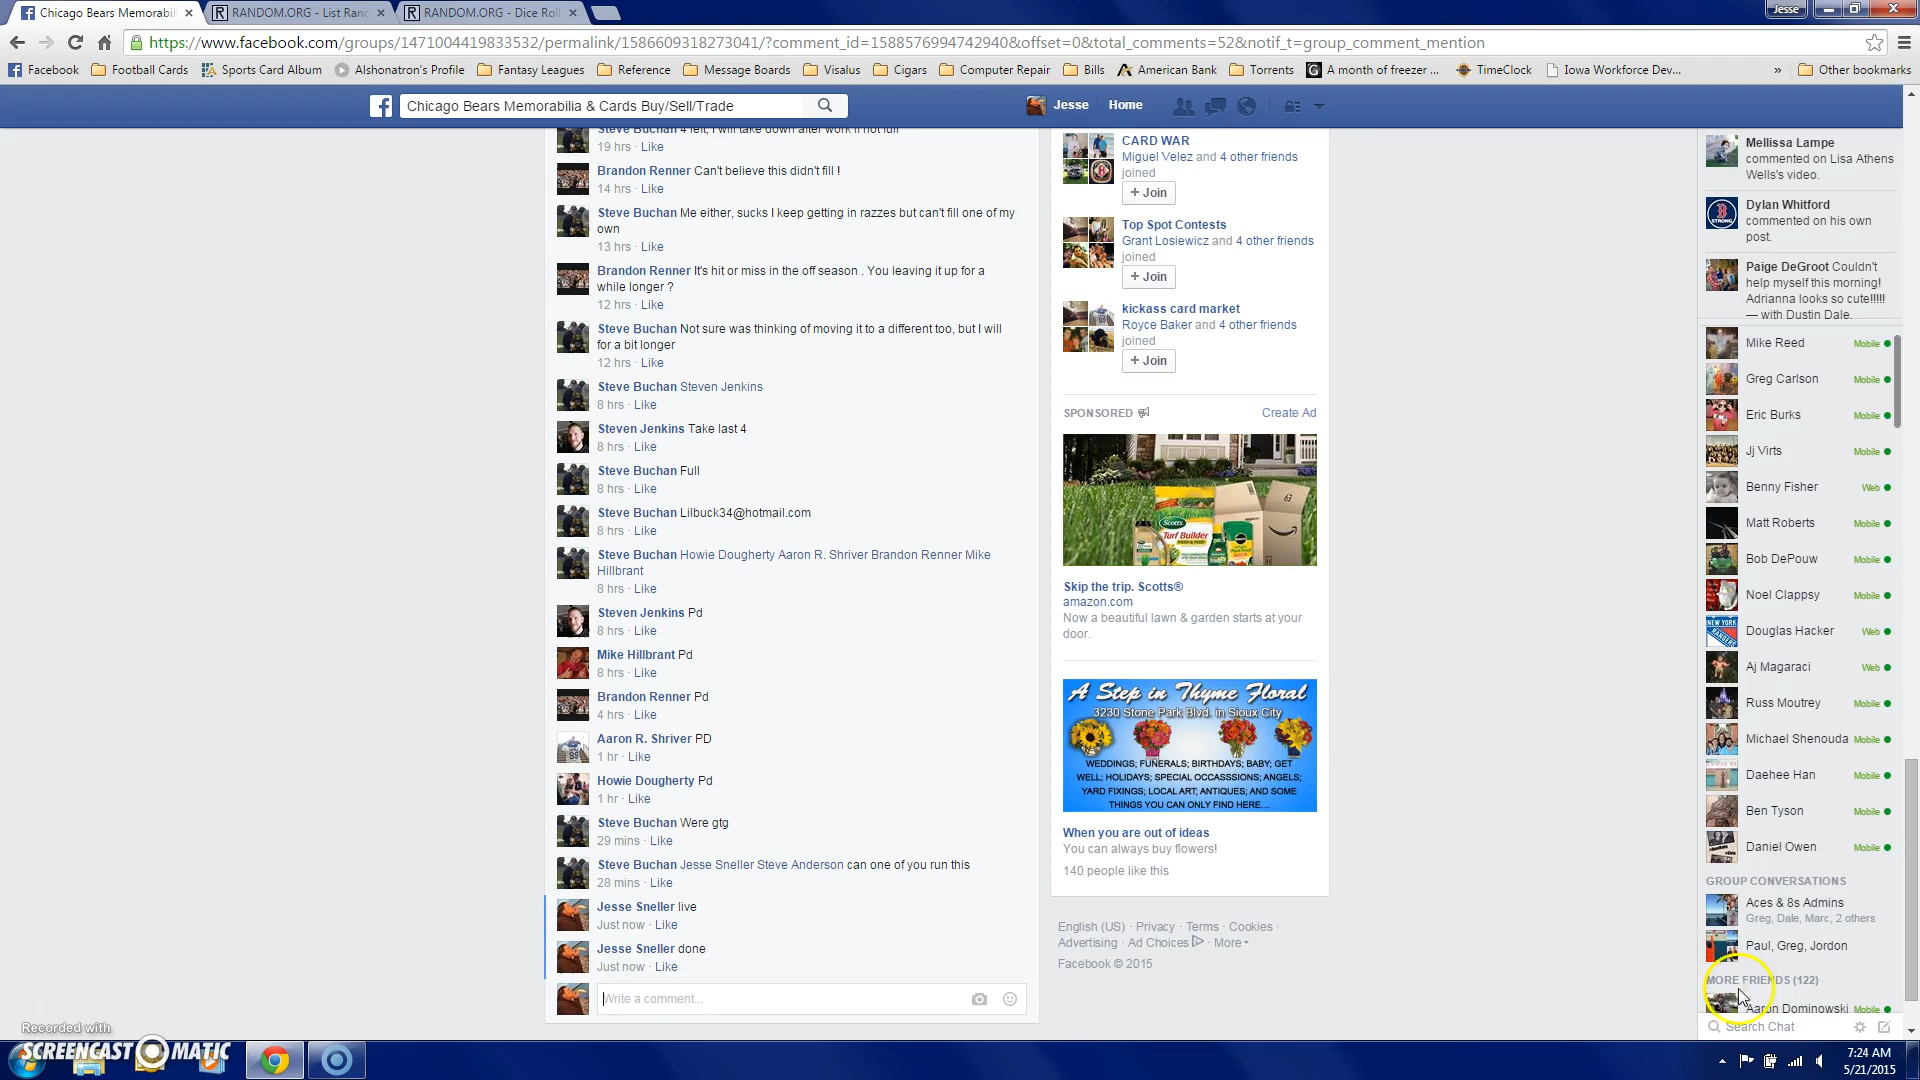 Chicago Bears Memorabili
RANDOM.ORG - List Rand
RANDOM.ORG - Dice Roll
Jesse
https://www.facebook.com/groups/1471004419833532/permalink/1586609318273041/?comment_id=1588576994742940&offset=0&total_comments=52&notif_t=group_comment_mention
Facebook Football Cards Sports Card Album Alshonatron's Profile Fantasy Leagues Reference Message Boards Visalus Cigars Computer Repair Bills American Bank Torrents A month of freezer ... TimeClock Iowa Workforce Dev... » Other bookmarks
Chicago Bears Memorabilia & Cards Buy/Sell/Trade
Jesse Home
Steve Buchan 4 left, I will take down after work if not full
19 hrs · Like
Brandon Renner Can't believe this didn't fill !
14 hrs · Like
Steve Buchan Me either, sucks I keep getting in razzes but can't fill one of my
own
13 hrs · Like
Brandon Renner It's hit or miss in the off season . You leaving it up for a
while longer ?
12 hrs · Like
Steve Buchan Not sure was thinking of moving it to a different too, but I will
for a bit longer
12 hrs · Like
Steve Buchan Steven Jenkins
8 hrs · Like
Steven Jenkins Take last 4
8 hrs · Like
Steve Buchan Full
8 hrs · Like
Steve Buchan Lilbuck34@hotmail.com
8 hrs · Like
Steve Buchan Howie Dougherty Aaron R. Shriver Brandon Renner Mike
Hillbrant
8 hrs · Like
Steven Jenkins Pd
8 hrs · Like
Mike Hillbrant Pd
8 hrs · Like
Brandon Renner Pd
4 hrs · Like
Aaron R. Shriver PD
1 hr · Like
Howie Dougherty Pd
1 hr · Like
Steve Buchan Were gtg
29 mins · Like
Steve Buchan Jesse Sneller Steve Anderson can one of you run this
28 mins · Like
Jesse Sneller live
Just now · Like
Jesse Sneller done
Just now · Like
Write a comment...
CARD WAR
Miguel Velez and 4 other friends
joined
+ Join
Top Spot Contests
Grant Losiewicz and 4 other friends
joined
+ Join
kickass card market
Royce Baker and 4 other friends
joined
+ Join
SPONSORED
Create Ad
Scotts
Turf Builder
WEED & FEED
Skip the trip. Scotts®
amazon.com
Now a beautiful lawn & garden starts at your
door.
A Step in Thyme Floral
3230 Stone Park Blvd. in Sioux City
WEDDINGS; FUNERALS; BIRTHDAYS; BABY; GET
WELL; HOLIDAYS; SPECIAL OCCASSSIONS; ANGELS;
YARD FIXINGS; LOCAL ART; ANTIQUES; AND SOME
THINGS YOU CAN ONLY FIND HERE...
When you are out of ideas
You can always buy flowers!
140 people like this
English (US) · Privacy · Terms · Cookies ·
Advertising · Ad Choices · More
Facebook © 2015
Mellissa Lampe
commented on Lisa Athens
Wells's video.
Dylan Whitford
commented on his own
post.
Paige DeGroot Couldn't
help myself this morning!
Adrianna looks so cute!!!!!
— with Dustin Dale.
Mike Reed Mobile
Greg Carlson Mobile
Eric Burks Mobile
Jj Virts Mobile
Benny Fisher Web
Matt Roberts Mobile
Bob DePouw Mobile
Noel Clappsy Mobile
Douglas Hacker Web
Aj Magaraci Web
Russ Moutrey Mobile
Michael Shenouda Mobile
Daehee Han Mobile
Ben Tyson Mobile
Daniel Owen Mobile
GROUP CONVERSATIONS
Aces & 8s Admins
Greg, Dale, Marc, 2 others
Paul, Greg, Jordon
MORE FRIENDS (122)
Aaron Dominowski Mobile
Search Chat
Recorded with
SCREENCAST O MATIC
7:24 AM
5/21/2015